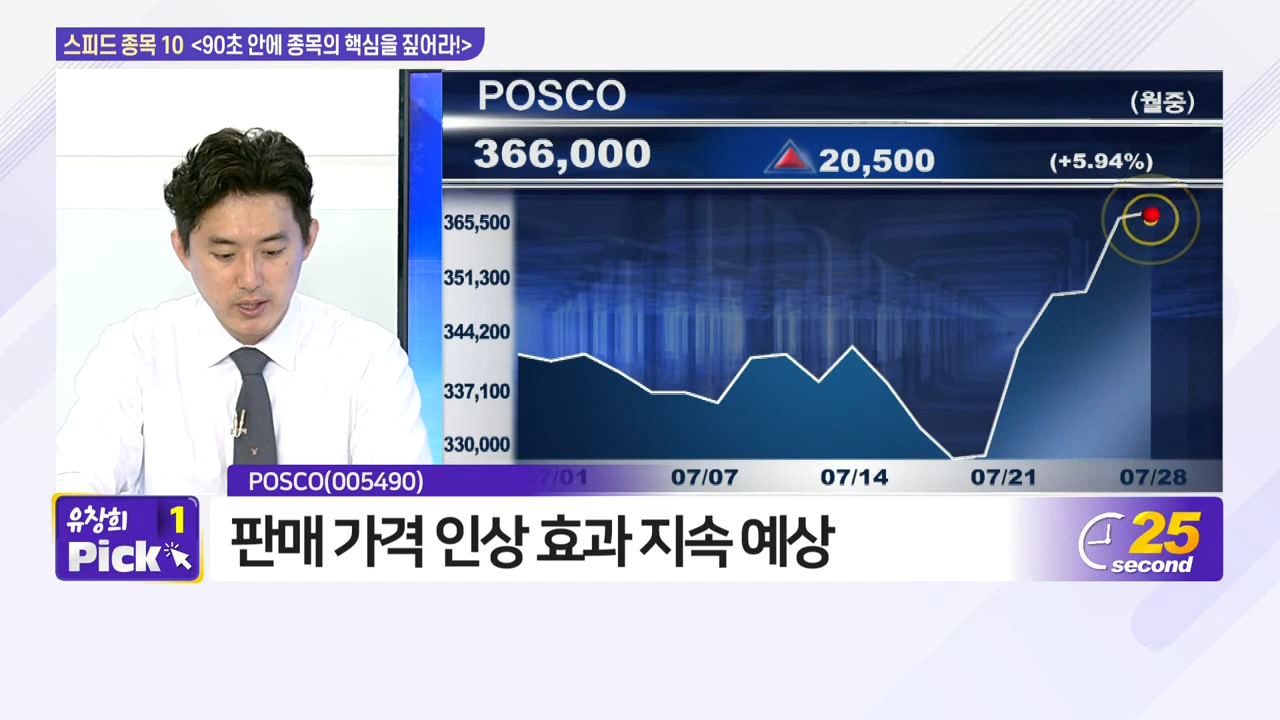 스피드 종목 10 <90초 안에 종목의 핵심을 짚어라!>
POSCO
(월중)
366,000 ▲ 20,500 (+5.94%)
365,500
351,300
344,200
337,100
330,000
7/01 07/07 07/14 07/21 07/28
POSCO(005490)
유창희 1
Pick
판매 가격 인상 효과 지속 예상
25
second